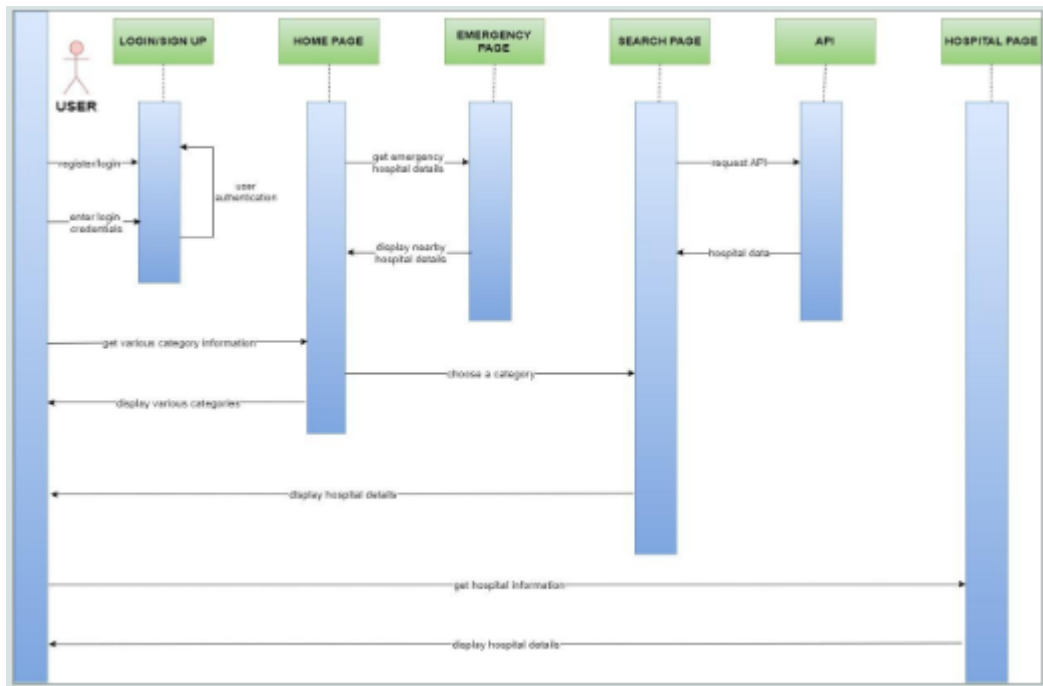 LOGIN/SIGN UP
HOME PAGE
EMERGENCY
PAGE
SEARCH PAGE
API
HOSPITAL PAGE
USER
register/login
get emergency
hospital details
request API
user
authentication
enter login
credentials
display nearby
hospital details
hospital data
get various category information
choose a category
display various categories
display hospital details
get hospital information
display hospital details